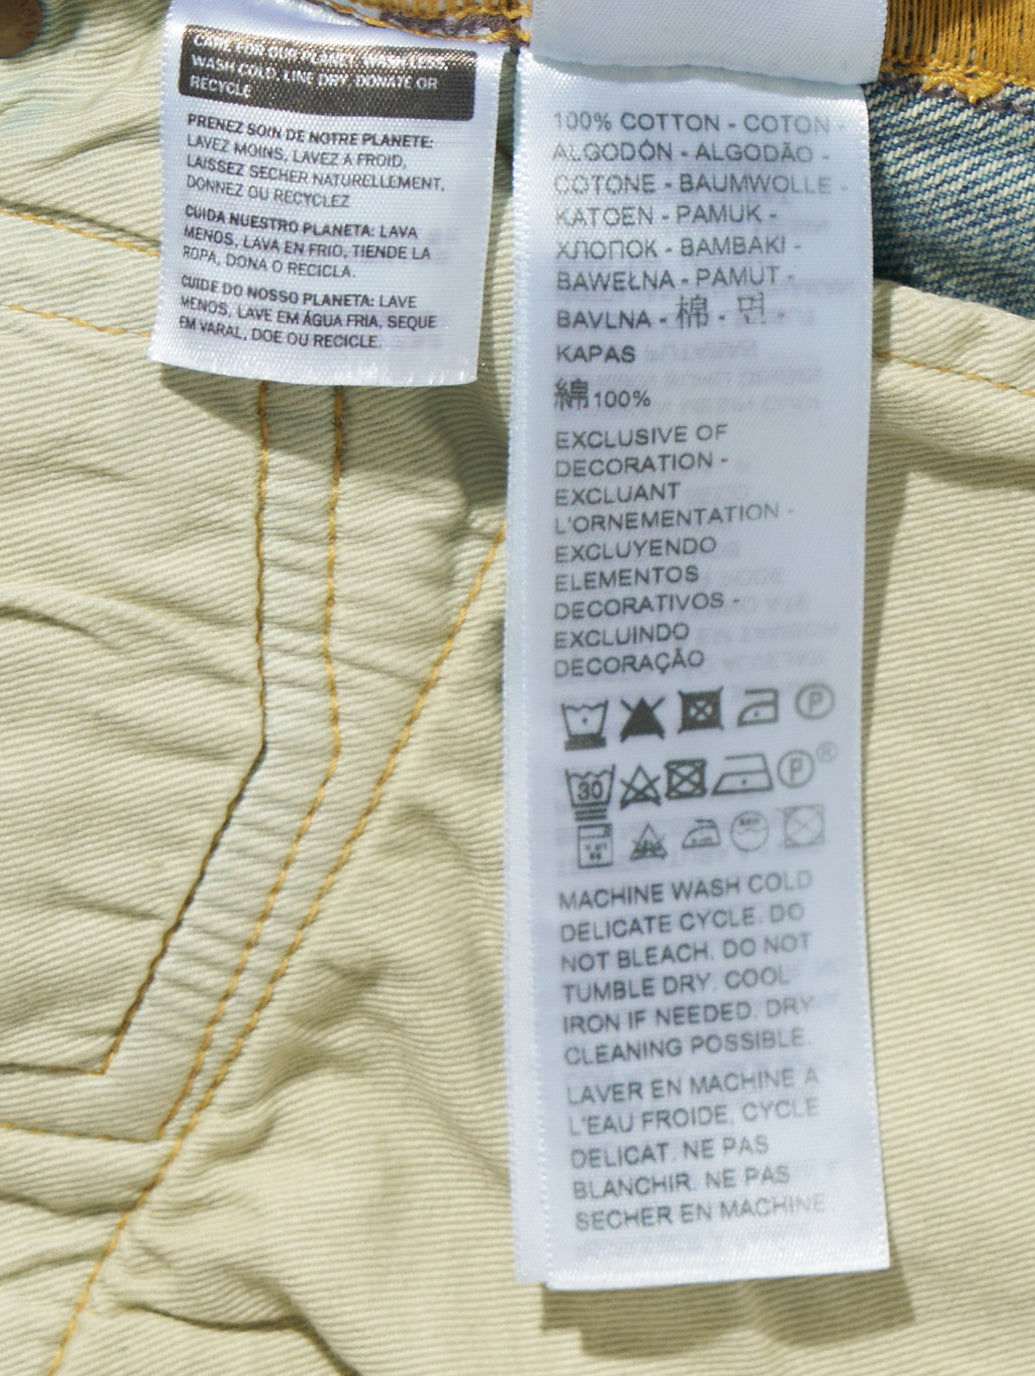 CARE FOR OUR PLANET: WASH LESS,
WASH COLD, LINE DRY, DONATE OR
RECYCLE
PRENEZ SOIN DE NOTRE PLANETE:
LAVEZ MOINS, LAVEZ A FROID,
LAISSEZ SECHER NATURELLEMENT,
DONNEZ OU RECYCLEZ
CUIDA NUESTRO PLANETA: LAVA
MENOS, LAVA EN FRIO, TIENDE LA
ROPA, DONA O RECICLA.
CUIDE DO NOSSO PLANETA: LAVE
MENOS, LAVE EM ÁGUA FRIA, SEQUE
EM VARAL, DOE OU RECICLE.
100% COTTON - COTON -
ALGODÓN - ALGODÃO -
COTONE - BAUMWOLLE -
KATOEN - PAMUK -
ХЛОПОК - BAMBAKI -
BAWEŁNA - PAMUT -
BAVLNA - 棉 - 면 -
KAPAS
綿100%
EXCLUSIVE OF
DECORATION -
EXCLUANT
L'ORNEMENTATION -
EXCLUYENDO
ELEMENTOS
DECORATIVOS -
EXCLUINDO
DECORAÇÃO
P
30 P ®
MACHINE WASH COLD
DELICATE CYCLE. DO
NOT BLEACH. DO NOT
TUMBLE DRY. COOL
IRON IF NEEDED. DRY
CLEANING POSSIBLE.
LAVER EN MACHINE A
L'EAU FROIDE, CYCLE
DELICAT. NE PAS
BLANCHIR. NE PAS
SECHER EN MACHINE.